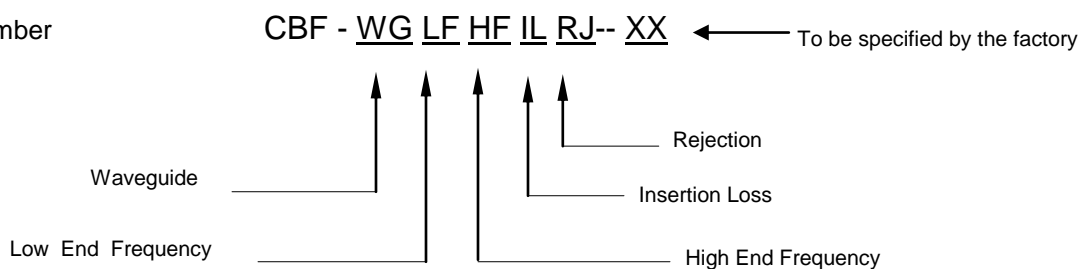 mber CBF - WG LF HF IL RJ-- XX To be specified by the factory
Rejection
Waveguide
Insertion Loss
Low End Frequency
High End Frequency